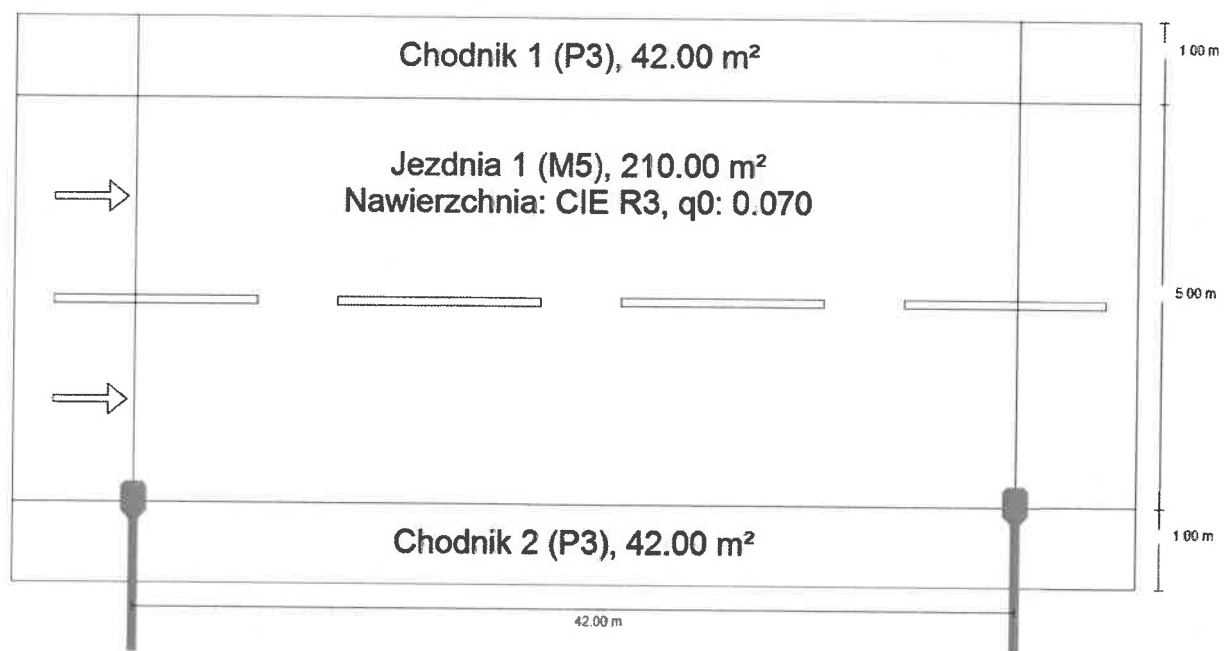 Chodnik 1 (P3), 42.00 m²
1.00 m
Jezdnia 1 (M5), 210.00 m²
Nawierzchnia: CIE R3, q0: 0.070
5.00 m
Chodnik 2 (P3), 42.00 m²
1.00 m
42.00 m